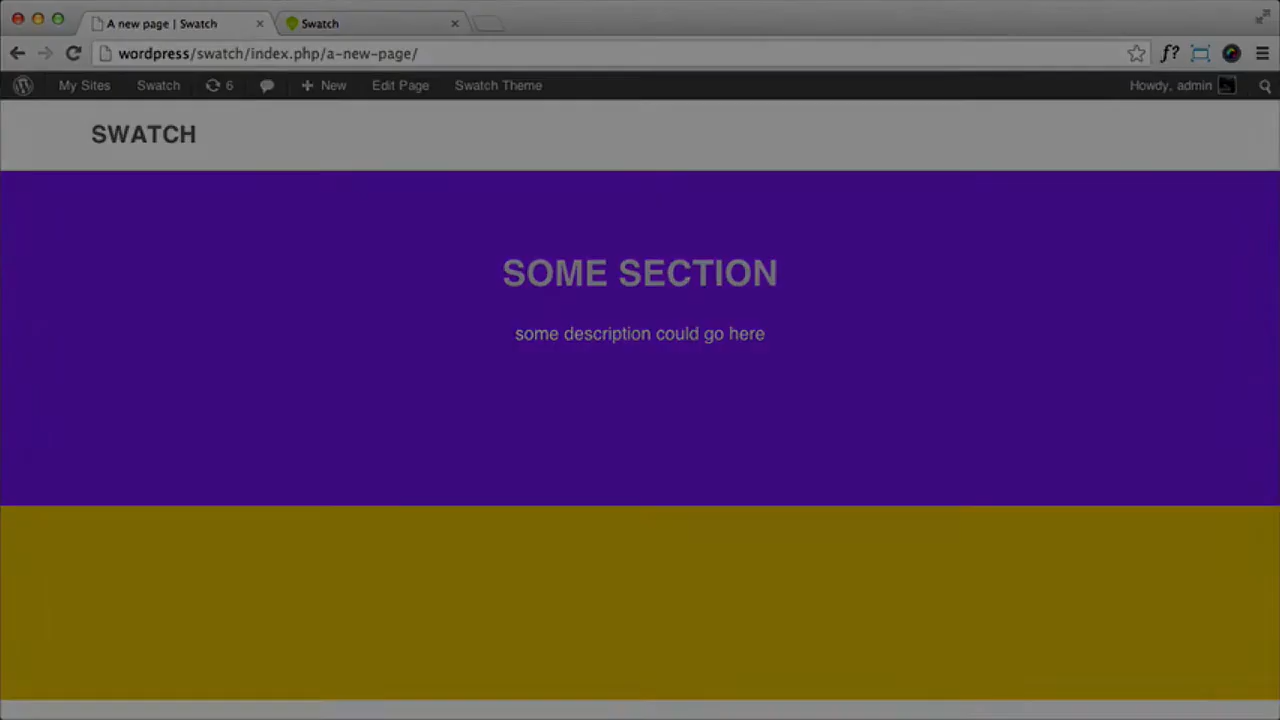 A new page | Swatch
Swatch
wordpress/swatch/index.php/a-new-page/
f?
My Sites Swatch 6 New Edit Page Swatch Theme Howdy, admin
SWATCH
SOME SECTION
some description could go here